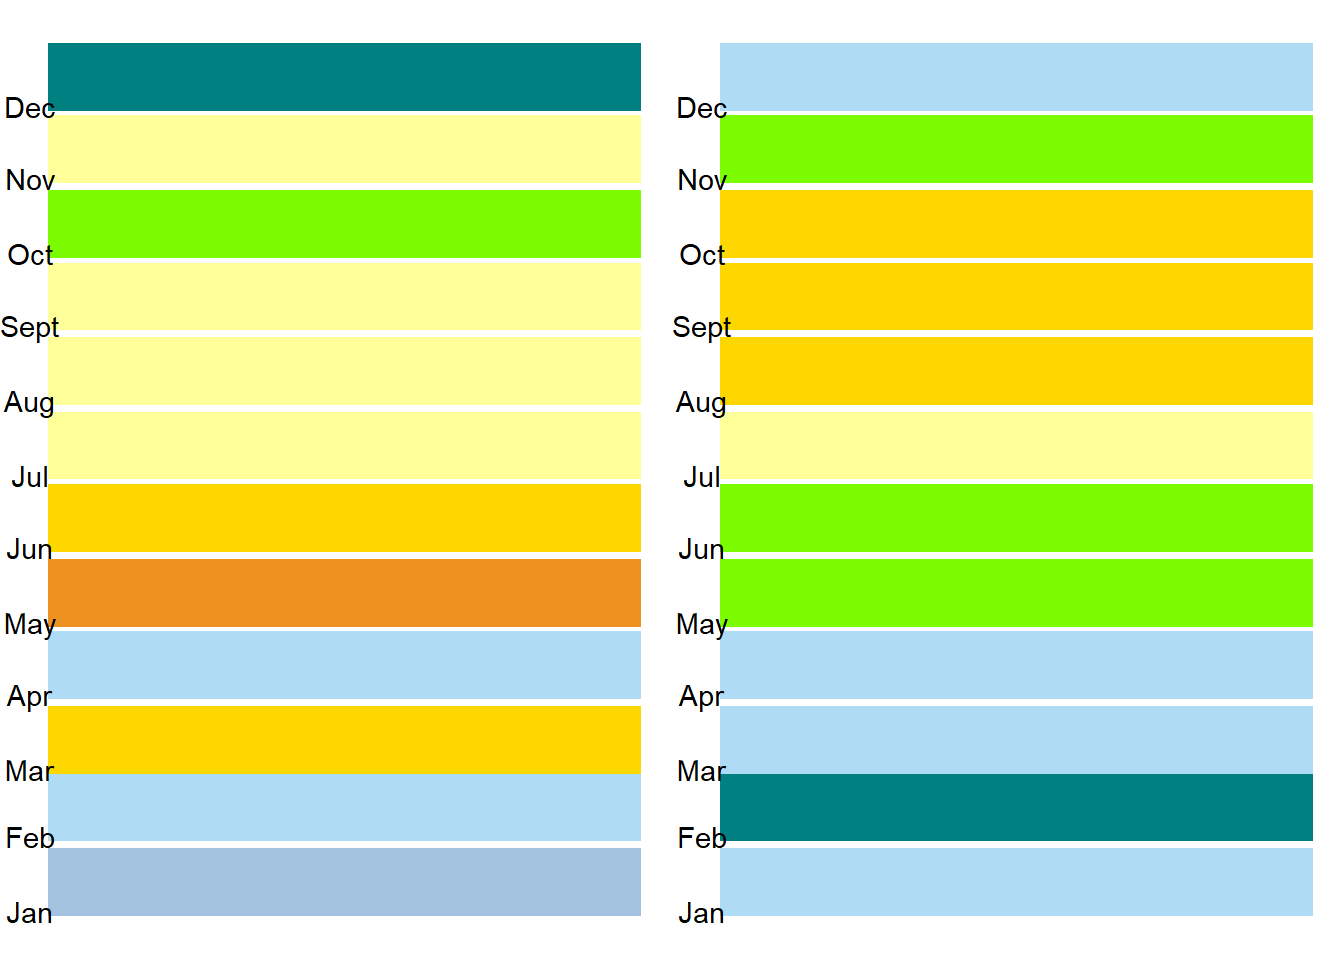 Dec Dec
Nov Nov
Oct Oct
Sept Sept
Aug Aug
Jul Jul
Jun Jun
May May
Apr Apr
Mar Mar
Feb Feb
Jan Jan